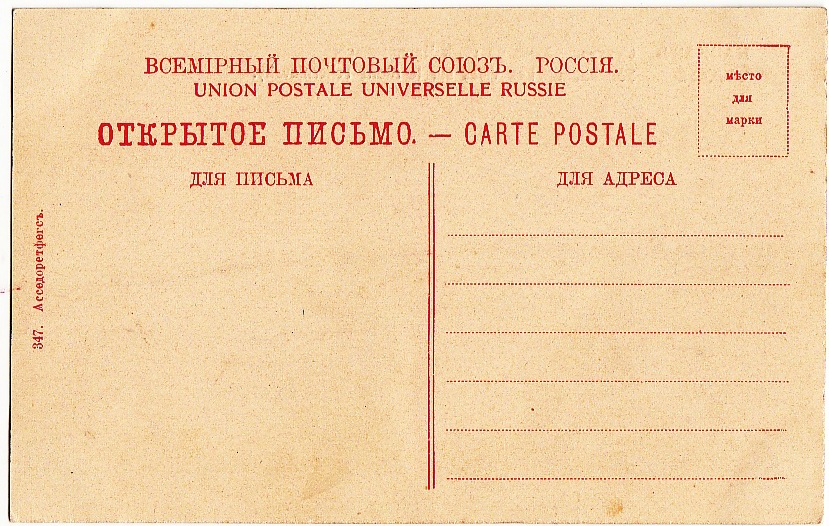 ВСЕМІРНЫЙ ПОЧТОВЫЙ СОЮЗЪ. РОССІЯ.
UNION POSTALE UNIVERSELLE RUSSIE
ОТКРЫТОЕ ПИСЬМО. — CARTE POSTALE
мѣсто
для
марки
ДЛЯ ПИСЬМА
ДЛЯ АДРЕСА
347. Асседоретфегсъ.